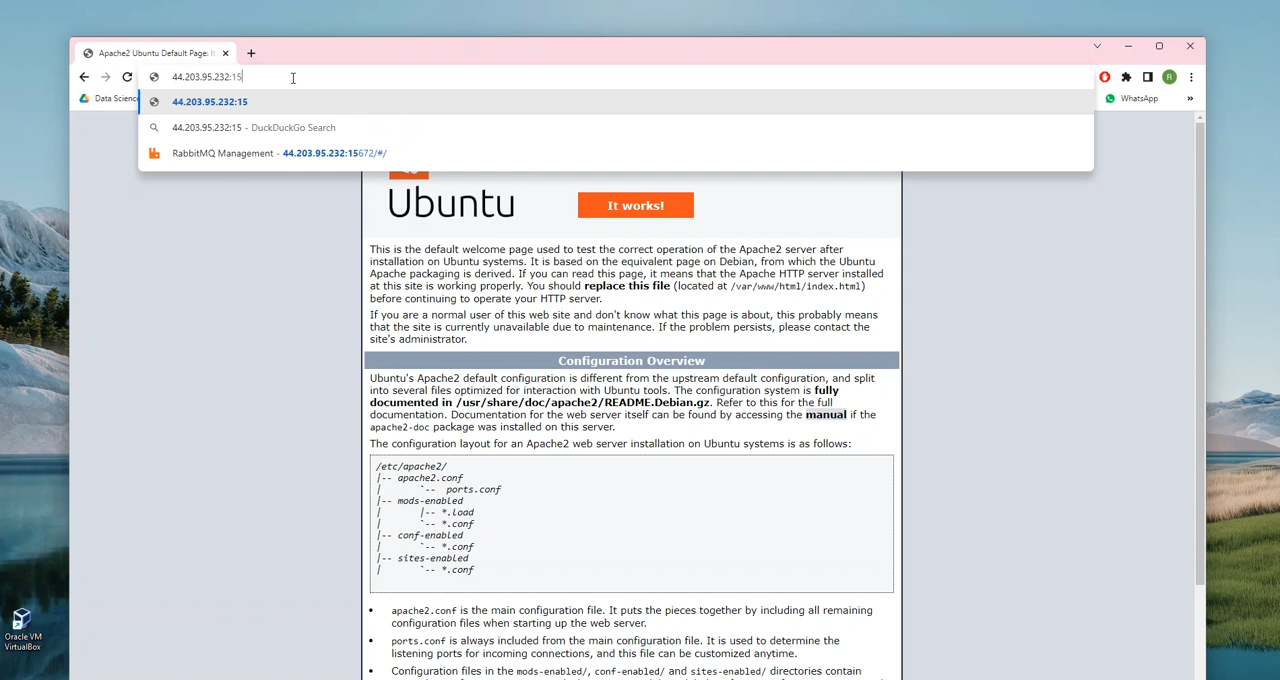 Apache2 Ubuntu Default Page: It
44.203.95.232:15
Data Scienc
WhatsApp
»
44.203.95.232:15
44.203.95.232:15 - DuckDuckGo Search
RabbitMQ Management - 44.203.95.232:15672/#/
R
Ubuntu
It works!
This is the default welcome page used to test the correct operation of the Apache2 server after
installation on Ubuntu systems. It is based on the equivalent page on Debian, from which the Ubuntu
Apache packaging is derived. If you can read this page, it means that the Apache HTTP server installed
at this site is working properly. You should replace this file (located at /var/www/html/index.html)
before continuing to operate your HTTP server.
If you are a normal user of this web site and don't know what this page is about, this probably means
that the site is currently unavailable due to maintenance. If the problem persists, please contact the
site's administrator.
Configuration Overview
Ubuntu's Apache2 default configuration is different from the upstream default configuration, and split
into several files optimized for interaction with Ubuntu tools. The configuration system is fully
documented in /usr/share/doc/apache2/README.Debian.gz. Refer to this for the full
documentation. Documentation for the web server itself can be found by accessing the manual if the
apache2-doc package was installed on this server.
The configuration layout for an Apache2 web server installation on Ubuntu systems is as follows:
/etc/apache2/
|-- apache2.conf
|       `--  ports.conf
|-- mods-enabled
|       |-- *.load
|       `-- *.conf
|-- conf-enabled
|       `-- *.conf
|-- sites-enabled
|       `-- *.conf
• apache2.conf is the main configuration file. It puts the pieces together by including all remaining
configuration files when starting up the web server.
• ports.conf is always included from the main configuration file. It is used to determine the
listening ports for incoming connections, and this file can be customized anytime.
• Configuration files in the mods-enabled/, conf-enabled/ and sites-enabled/ directories contain
Oracle VM
VirtualBox